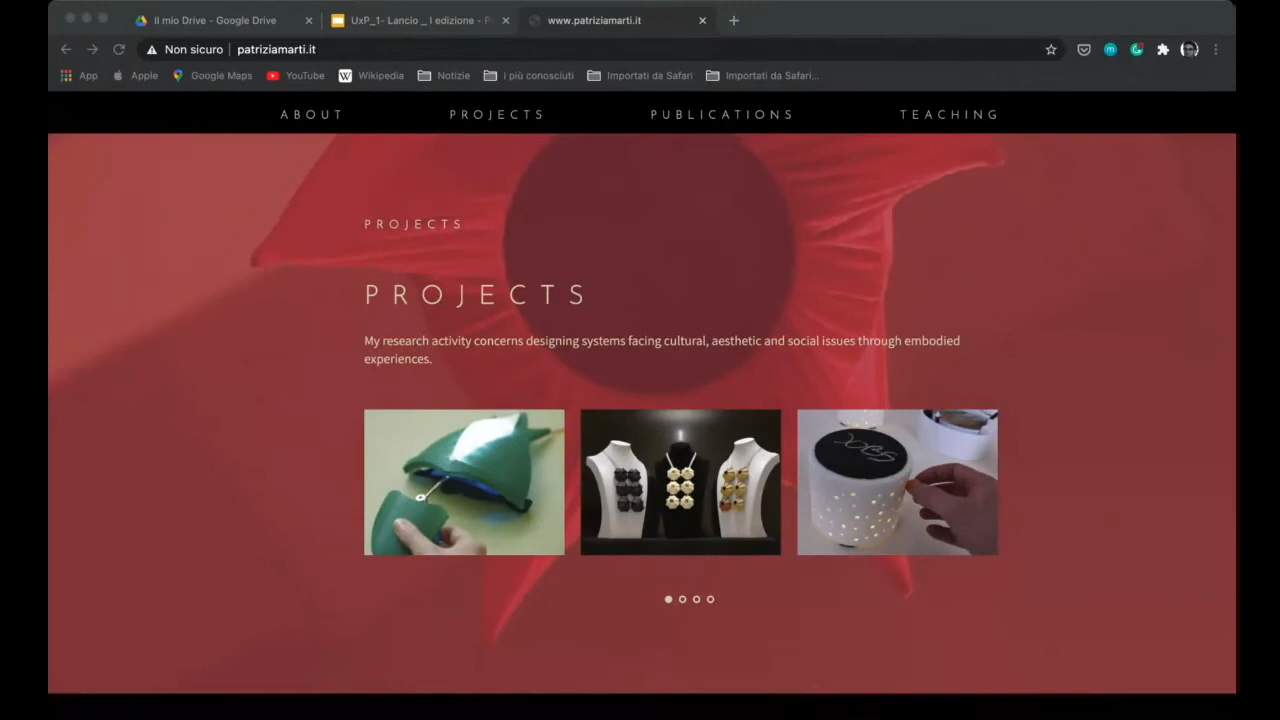 Il mio Drive - Google Drive
UxP_1- Lancio _ I edizione - P
www.patriziamarti.it
Non sicuro
patriziamarti.it
App
Apple
Google Maps
YouTube
W Wikipedia
Notizie
I più conosciuti
Importati da Safari
Importati da Safari...
ABOUT
PROJECTS
PUBLICATIONS
TEACHING
PROJECTS
PROJECTS
My research activity concerns designing systems facing cultural, aesthetic and social issues through embodied
experiences.